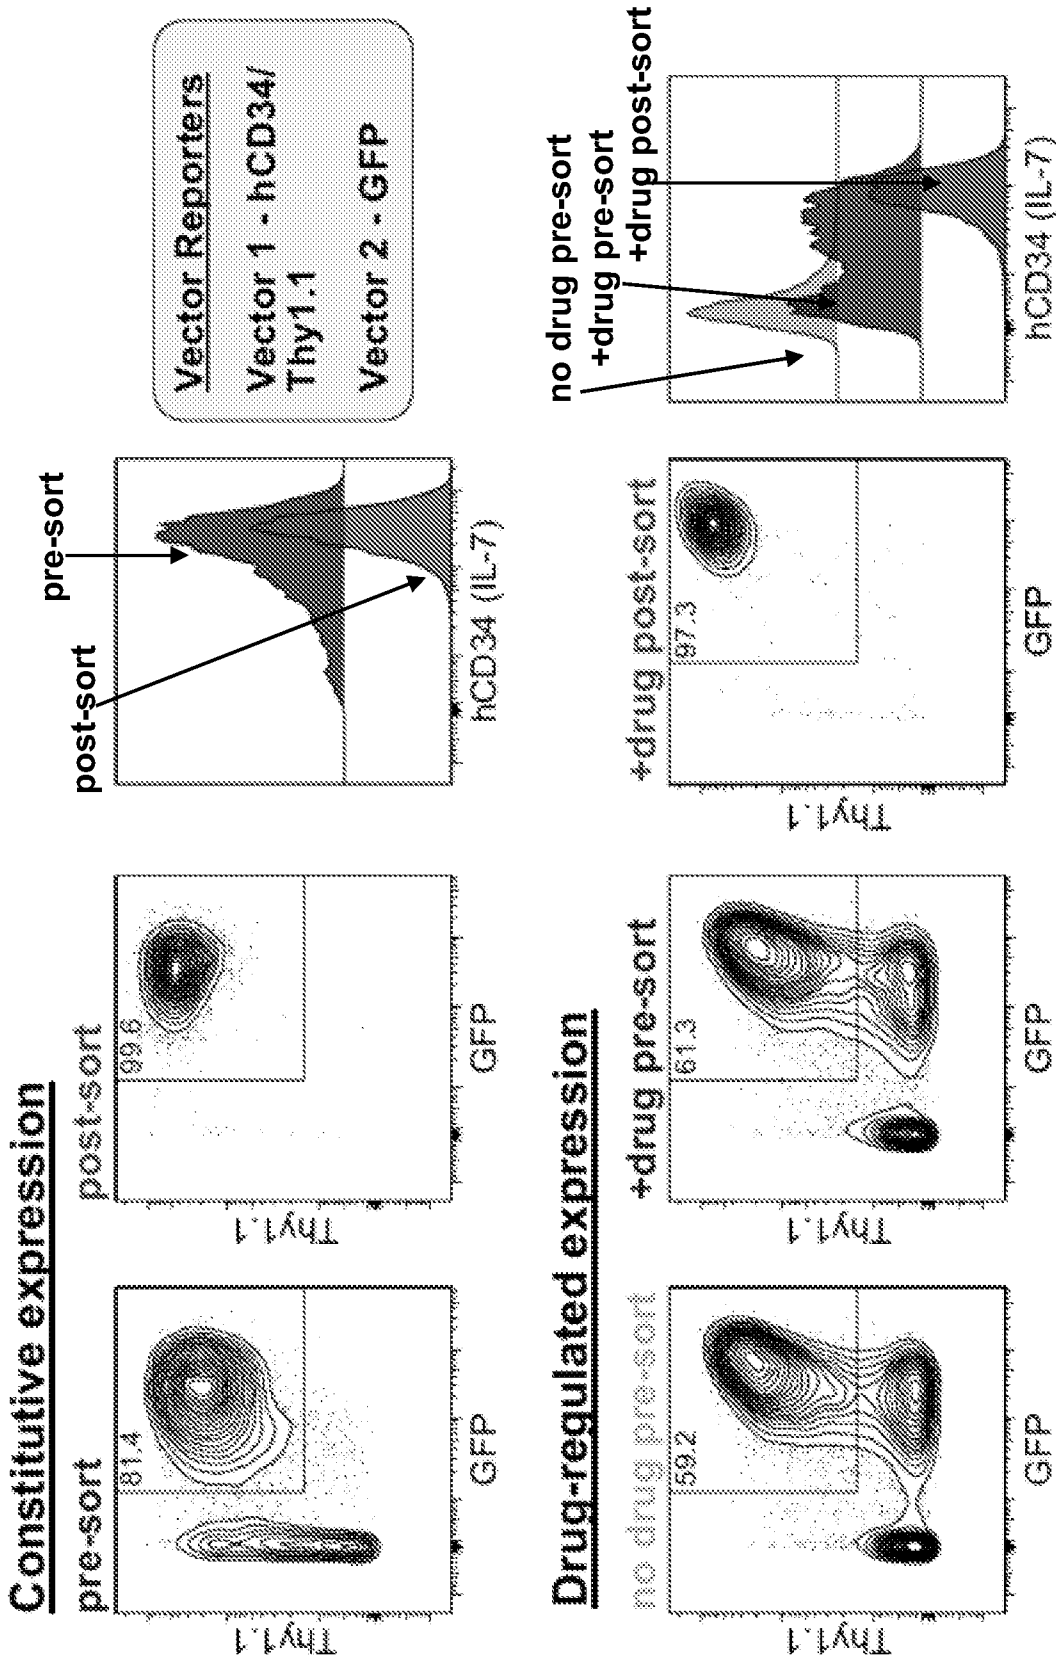 Constitutive expression
pre-sort
81.4
Thy1.1
GFP
post-sort
99.6
Thy1.1
GFP
post-sort
pre-sort
hCD34 (IL-7)
Vector Reporters
Vector 1 - hCD34/
Thy1.1
Vector 2 - GFP
Drug-regulated expression
no drug pre-sort
59.2
Thy1.1
GFP
+drug pre-sort
61.3
Thy1.1
GFP
+drug post-sort
97.3
Thy1.1
GFP
no drug pre-sort
+drug pre-sort
+drug post-sort
hCD34 (IL-7)